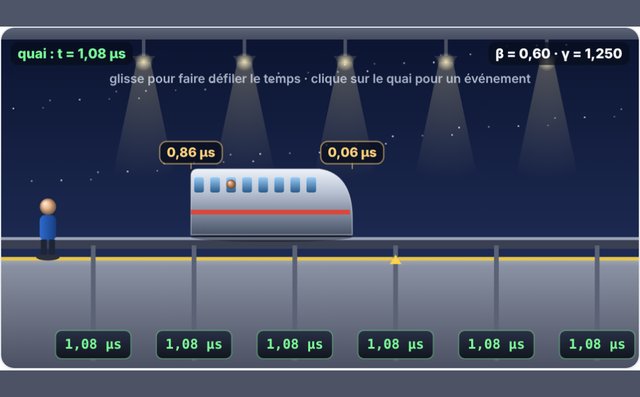 quai : t = 1,08 μs
β = 0,60 · γ = 1,250
glisse pour faire défiler le temps · clique sur le quai pour un événement
0,86 μs
0,06 μs
1,08 μs
1,08 μs
1,08 μs
1,08 μs
1,08 μs
1,08 μs